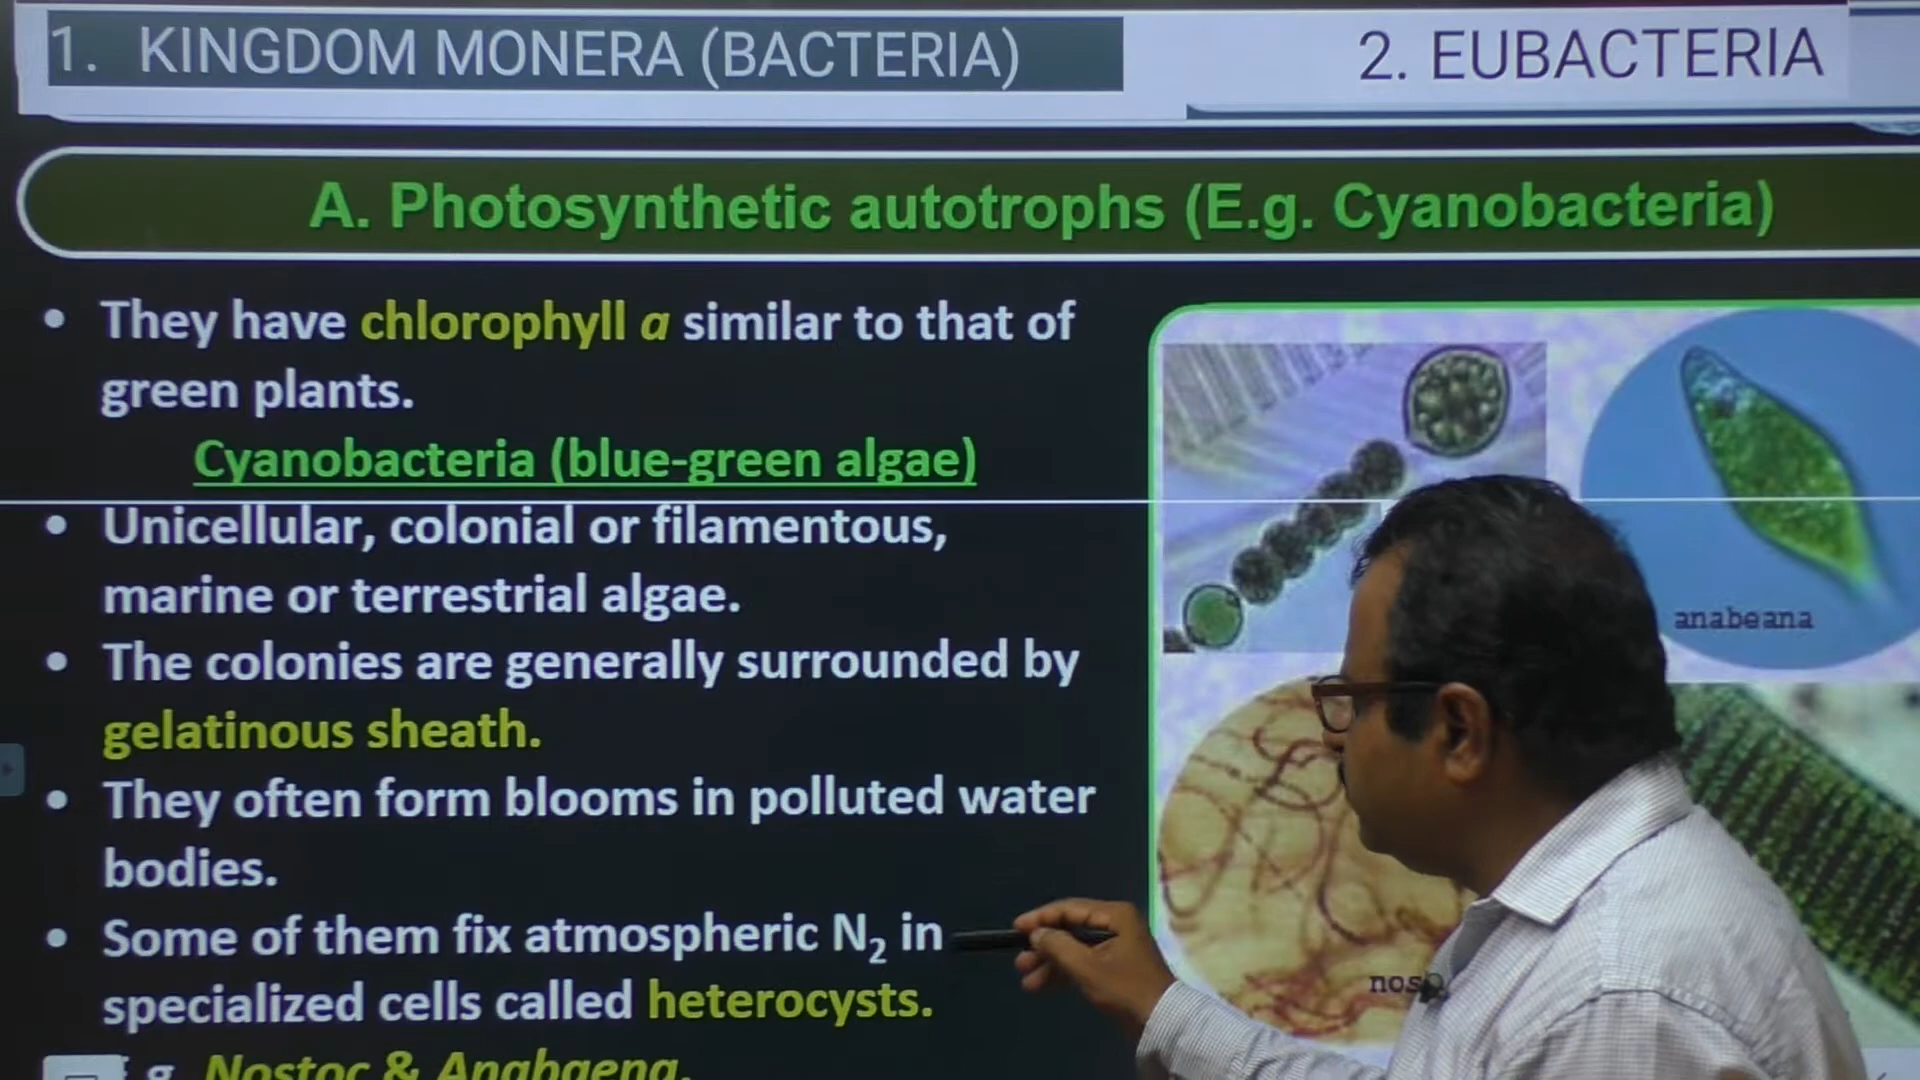 1. KINGDOM MONERA (BACTERIA)
2. EUBACTERIA
A. Photosynthetic autotrophs (E.g. Cyanobacteria)
• They have chlorophyll a similar to that of
green plants.
Cyanobacteria (blue-green algae)
• Unicellular, colonial or filamentous,
marine or terrestrial algae.
• The colonies are generally surrounded by
gelatinous sheath.
• They often form blooms in polluted water
bodies.
• Some of them fix atmospheric N₂ in
specialized cells called heterocysts.
g. Nostoc & Anabaena.
anabeana
nos